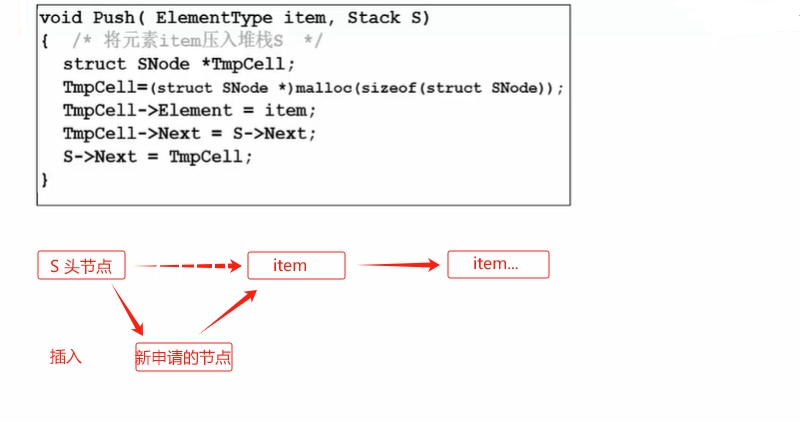 void Push( ElementType item, Stack S)
{ /* 将元素item压入堆栈S */
struct SNode *TmpCell;
TmpCell=(struct SNode *)malloc(sizeof(struct SNode));
TmpCell->Element = item;
TmpCell->Next = S->Next;
S->Next = TmpCell;
}
S 头节点
item
item...
插入
新申请的节点